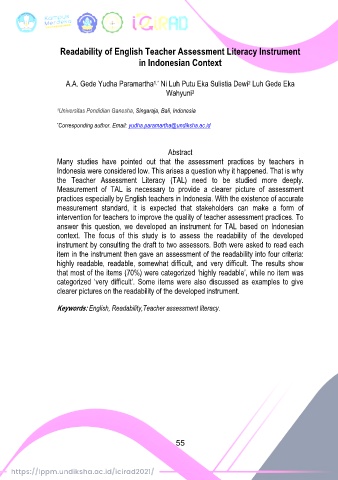 Kampus
Merdeka
iCIRAD
Readability of English Teacher Assessment Literacy Instrument
in Indonesian Context
A.A. Gede Yudha Paramartha¹,* Ni Luh Putu Eka Sulistia Dewi² Luh Gede Eka
Wahyuni³
¹Universitas Pendidian Ganesha, Singaraja, Bali, Indonesia
*Corresponding author. Email: yudha.paramartha@undiksha.ac.id
Abstract
Many studies have pointed out that the assessment practices by teachers in
Indonesia were considered low. This arises a question why it happened. That is why
the Teacher Assessment Literacy (TAL) need to be studied more deeply.
Measurement of TAL is necessary to provide a clearer picture of assessment
practices especially by English teachers in Indonesia. With the existence of accurate
measurement standard, it is expected that stakeholders can make a form of
intervention for teachers to improve the quality of teacher assessment practices. To
answer this question, we developed an instrument for TAL based on Indonesian
context. The focus of this study is to assess the readability of the developed
instrument by consulting the draft to two assessors. Both were asked to read each
item in the instrument then gave an assessment of the readability into four criteria:
highly readable, readable, somewhat difficult, and very difficult. The results show
that most of the items (70%) were categorized 'highly readable', while no item was
categorized 'very difficult'. Some items were also discussed as examples to give
clearer pictures on the readability of the developed instrument.
Keywords: English, Readability,Teacher assessment literacy.
55
https://lppm.undiksha.ac.id/icirad2021/